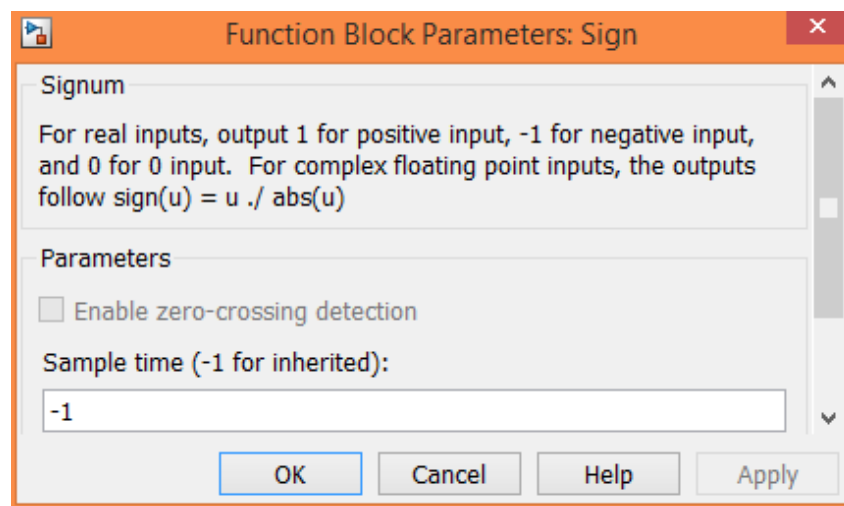 Function Block Parameters: Sign
Signum
For real inputs, output 1 for positive input, -1 for negative input,
and 0 for 0 input.  For complex floating point inputs, the outputs
follow sign(u) = u ./ abs(u)
Parameters
Enable zero-crossing detection
Sample time (-1 for inherited):
-1
OK Cancel Help Apply